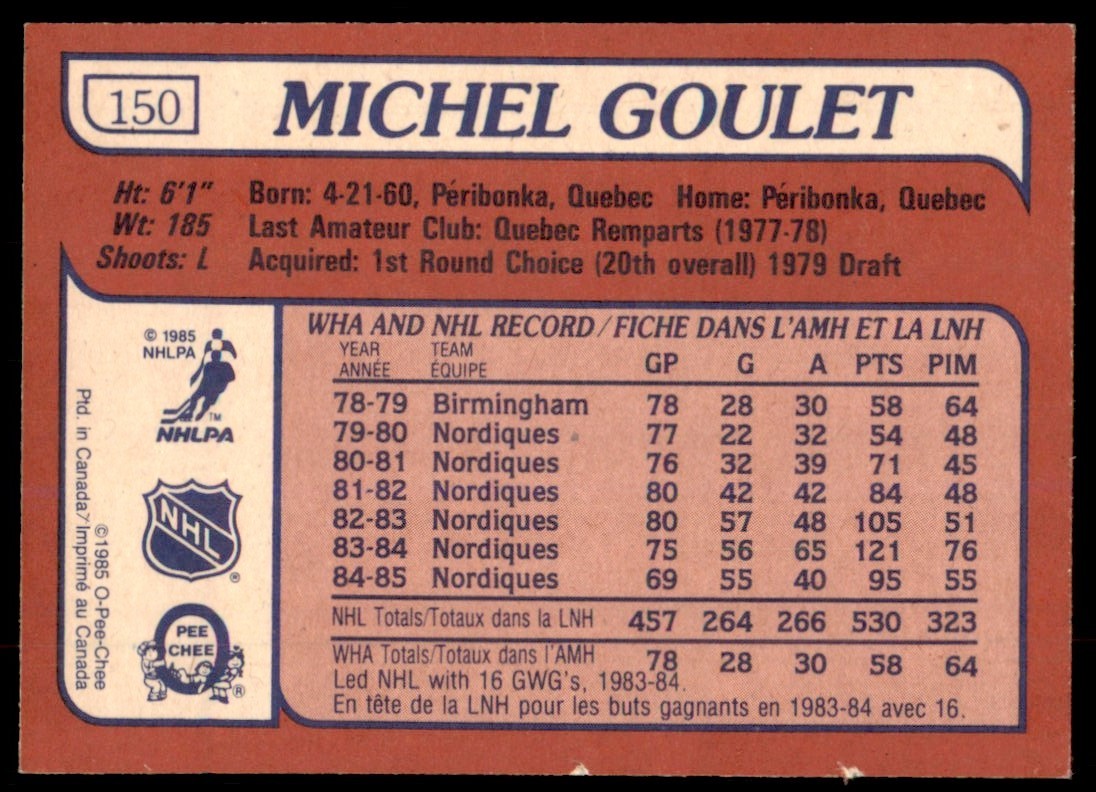 150
MICHEL GOULET
Ht: 6'1" Born: 4-21-60, Péribonka, Quebec Home: Péribonka, Quebec
Wt: 185 Last Amateur Club: Quebec Remparts (1977-78)
Shoots: L Acquired: 1st Round Choice (20th overall) 1979 Draft
© 1985
NHLPA
TM
NHLPA
NHL
®
PEE
CHEE
®
©1985 O-Pee-Chee
Ptd. in Canada/Imprimé au Canada
WHA AND NHL RECORD/FICHE DANS L'AMH ET LA LNH
YEAR TEAM
ANNÉE ÉQUIPE GP G A PTS PIM
78-79 Birmingham 78 28 30 58 64
79-80 Nordiques 77 22 32 54 48
80-81 Nordiques 76 32 39 71 45
81-82 Nordiques 80 42 42 84 48
82-83 Nordiques 80 57 48 105 51
83-84 Nordiques 75 56 65 121 76
84-85 Nordiques 69 55 40 95 55
NHL Totals/Totaux dans la LNH 457 264 266 530 323
WHA Totals/Totaux dans l'AMH 78 28 30 58 64
Led NHL with 16 GWG's, 1983-84.
En tête de la LNH pour les buts gagnants en 1983-84 avec 16.